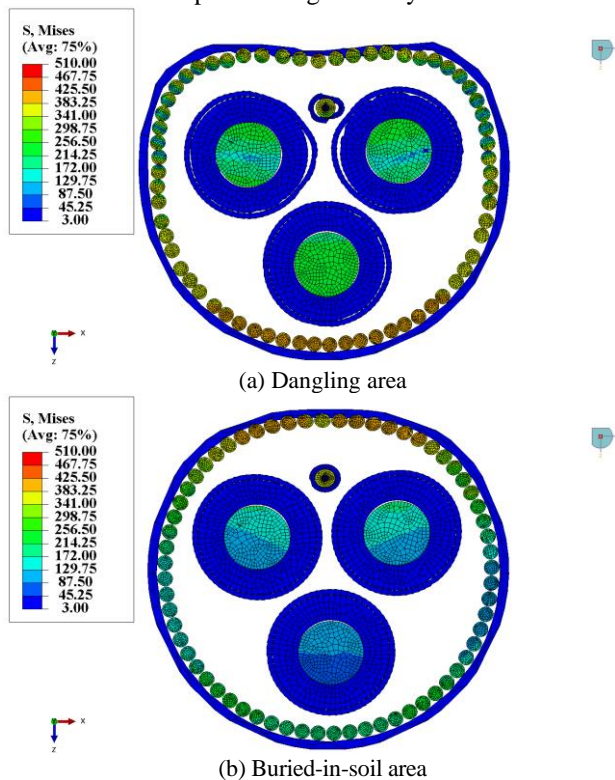 S, Mises
(Avg: 75%)
510.00
467.75
425.50
383.25
341.00
298.75
256.50
214.25
172.00
129.75
87.50
45.25
3.00
X
Z
(a) Dangling area
S, Mises
(Avg: 75%)
510.00
467.75
425.50
383.25
341.00
298.75
256.50
214.25
172.00
129.75
87.50
45.25
3.00
X
Z
(b) Buried-in-soil area